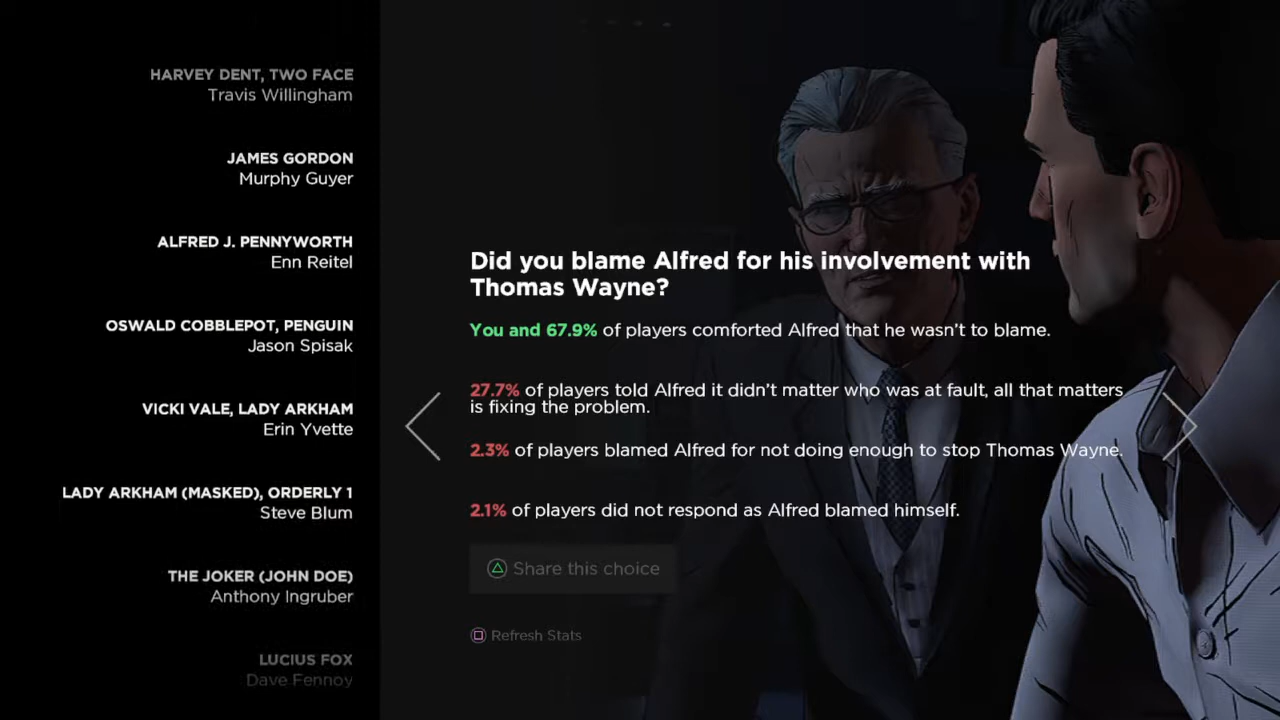 HARVEY DENT, TWO FACE
Travis Willingham
JAMES GORDON
Murphy Guyer
ALFRED J. PENNYWORTH
Enn Reitel
OSWALD COBBLEPOT, PENGUIN
Jason Spisak
VICKI VALE, LADY ARKHAM
Erin Yvette
LADY ARKHAM (MASKED), ORDERLY 1
Steve Blum
THE JOKER (JOHN DOE)
Anthony Ingruber
LUCIUS FOX
Dave Fennoy
Did you blame Alfred for his involvement with
Thomas Wayne?
You and 67.9% of players comforted Alfred that he wasn't to blame.
27.7% of players told Alfred it didn't matter who was at fault, all that matters
is fixing the problem.
2.3% of players blamed Alfred for not doing enough to stop Thomas Wayne.
2.1% of players did not respond as Alfred blamed himself.
Share this choice
Refresh Stats